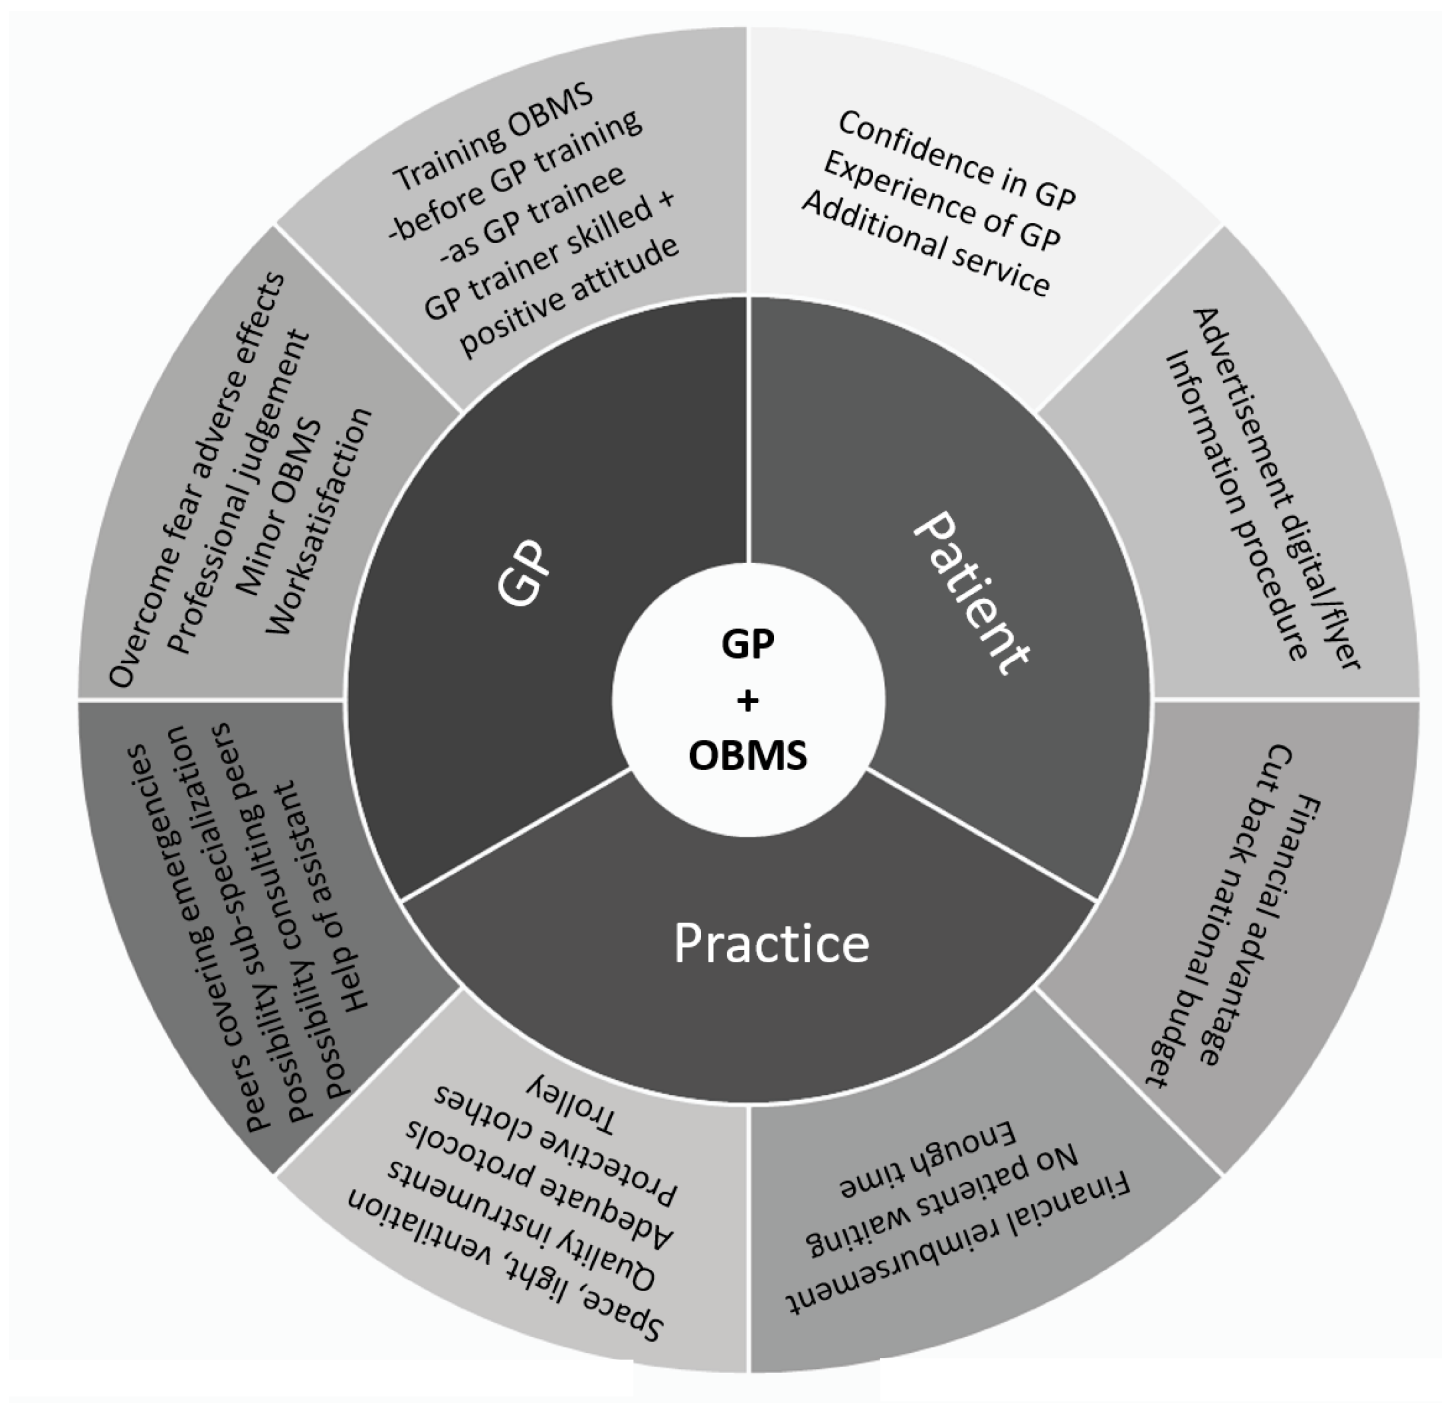 GP
+
OBMS
GP
Patient
Practice
Training OBMS
-before GP training
-as GP trainee
GP trainer skilled +
positive attitude
Confidence in GP
Experience of GP
Additional service
Advertisement digital/flyer
Information procedure
Financial advantage
Cut back national budget
Financial reimbursement
No patients waiting
Enough time
Space, light, ventilation
Quality instruments
Adequate protocols
Protective clothes
Trolley
Peers covering emergencies
Possibility sub-specialization
Possibility consulting peers
Help of assistant
Overcome fear adverse effects
Professional judgement
Minor OBMS
Worksatisfaction